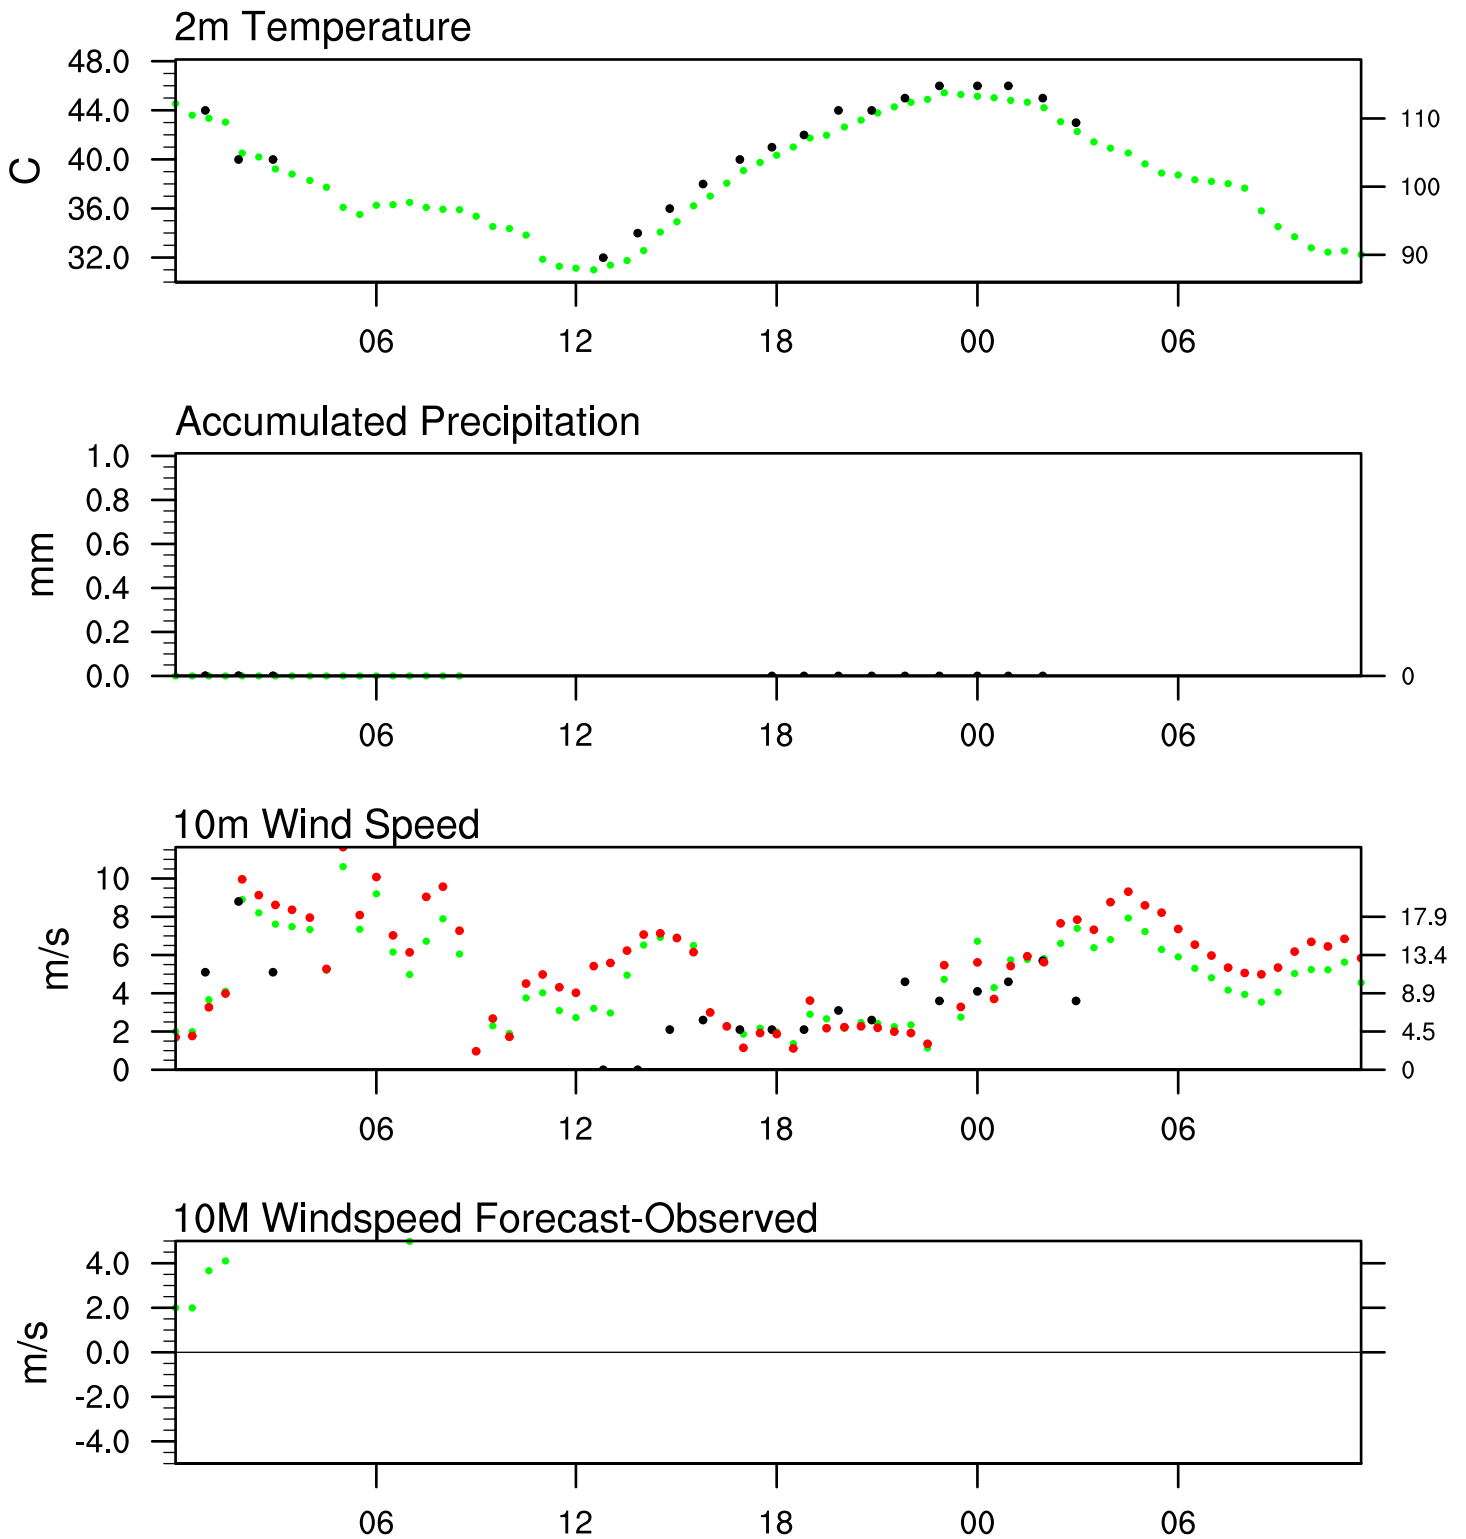 2m Temperature
48.0
44.0
40.0
36.0
32.0
C
110
100
90
06 12 18 00 06
Accumulated Precipitation
1.0
0.8
0.6
0.4
0.2
0.0
mm
0
06 12 18 00 06
10m Wind Speed
10
8
6
4
2
0
m/s
17.9
13.4
8.9
4.5
0
06 12 18 00 06
10M Windspeed Forecast-Observed
4.0
2.0
0.0
-2.0
-4.0
m/s
06 12 18 00 06